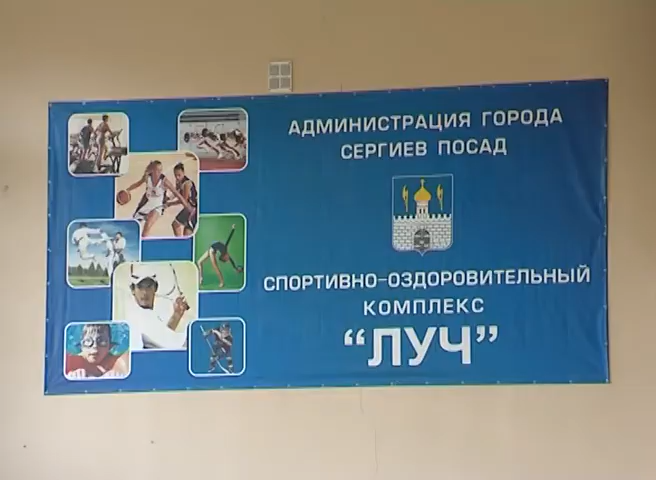 АДМИНИСТРАЦИЯ ГОРОДА
СЕРГИЕВ ПОСАД
СПОРТИВНО-ОЗДОРОВИТЕЛЬНЫЙ
КОМПЛЕКС
“ЛУЧ”